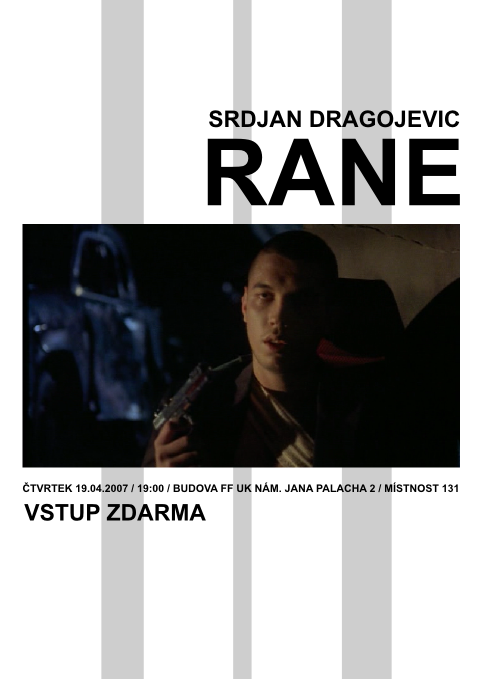 SRDJAN DRAGOJEVIC
RANE
ČTVRTEK 19.04.2007 / 19:00 / BUDOVA FF UK NÁM. JANA PALACHA 2 / MÍSTNOST 131
VSTUP ZDARMA